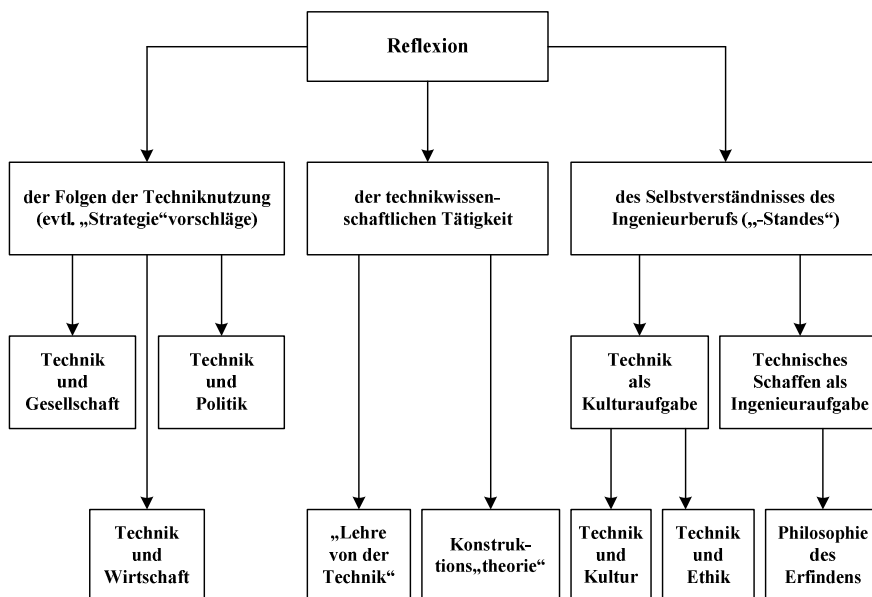 Reflexion
der Folgen der Techniknutzung
(evtl. „Strategie“vorschläge)
der technikwissen-
schaftlichen Tätigkeit
des Selbstverständnisses des
Ingenieurberufs („-Standes“)
Technik
und
Gesellschaft
Technik
und
Politik
Technik
als
Kulturaufgabe
Technisches
Schaffen als
Ingenieuraufgabe
Technik
und
Wirtschaft
„Lehre
von der
Technik“
Konstruk-
tions„theorie“
Technik
und
Kultur
Technik
und
Ethik
Philosophie
des
Erfindens